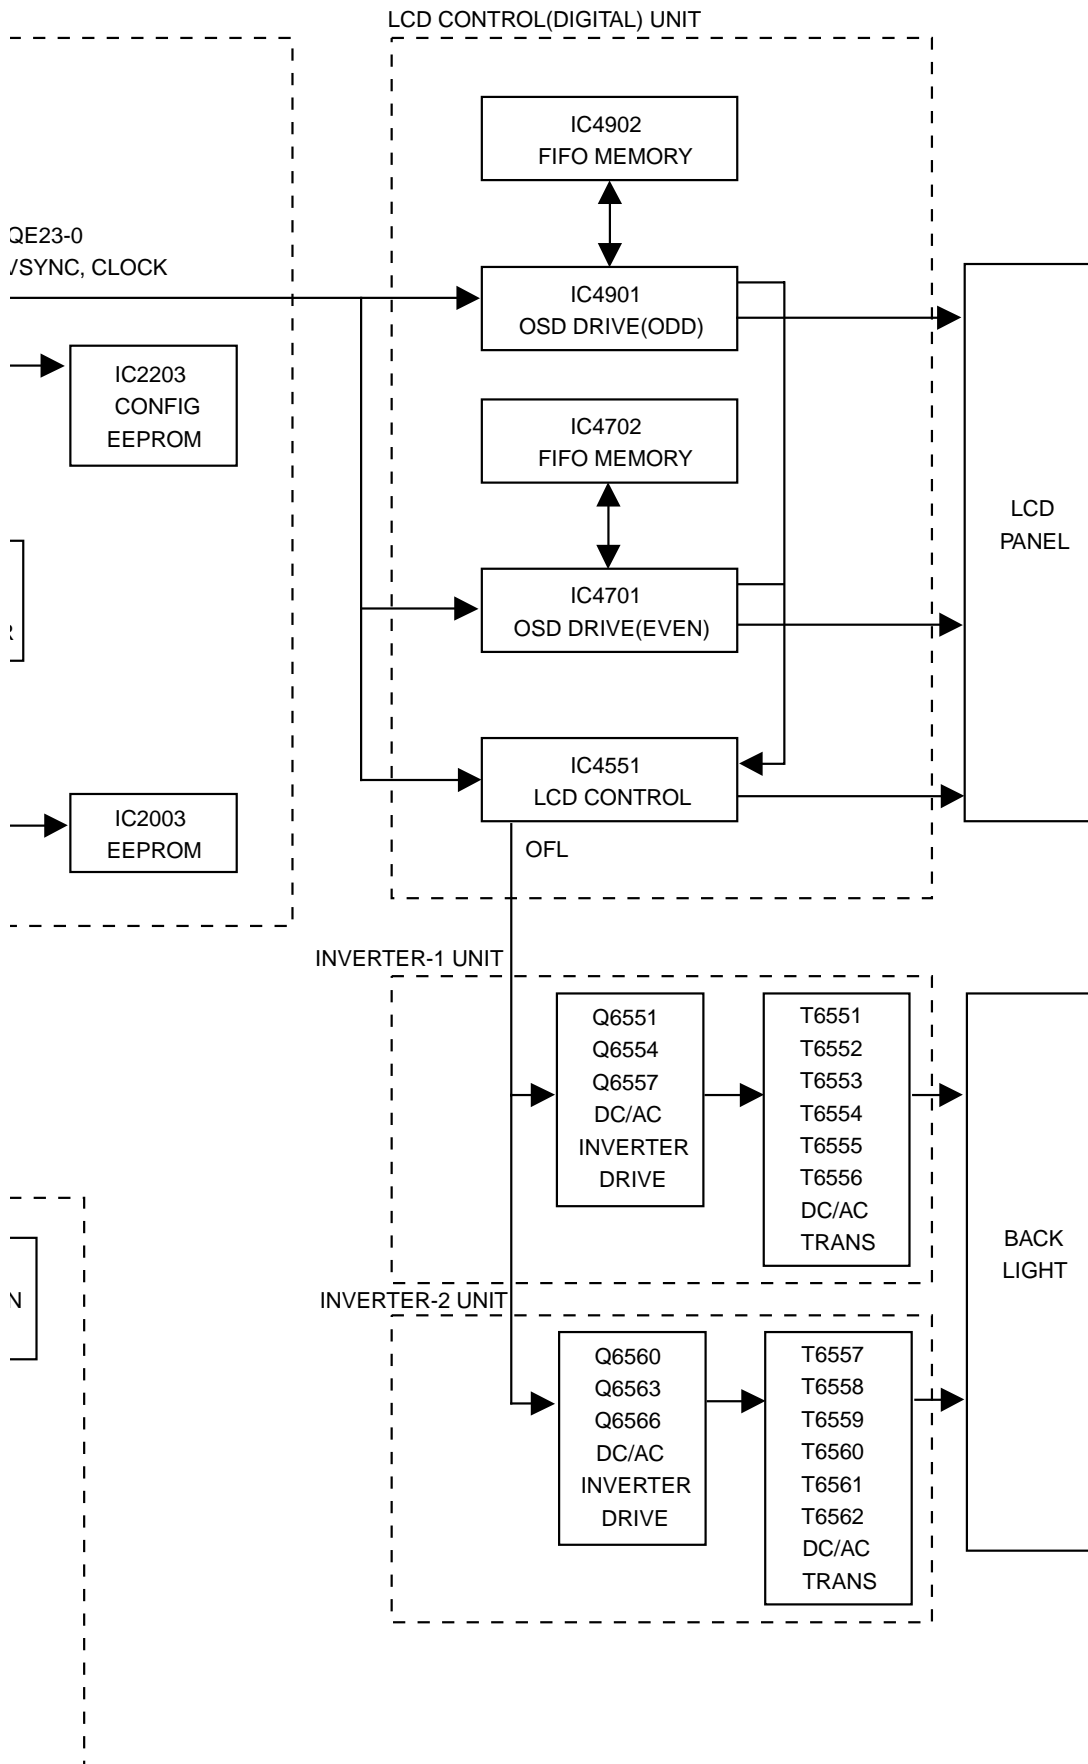 LCD CONTROL(DIGITAL) UNIT
IC4902
FIFO MEMORY
QE23-0
VSYNC, CLOCK
IC4901
OSD DRIVE(ODD)
IC2203
CONFIG
EEPROM
IC4702
FIFO MEMORY
LCD
PANEL
IC4701
OSD DRIVE(EVEN)
IC4551
LCD CONTROL
IC2003
EEPROM
OFL
INVERTER-1 UNIT
Q6551
Q6554
Q6557
DC/AC
INVERTER
DRIVE
T6551
T6552
T6553
T6554
T6555
T6556
DC/AC
TRANS
BACK
LIGHT
N
INVERTER-2 UNIT
Q6560
Q6563
Q6566
DC/AC
INVERTER
DRIVE
T6557
T6558
T6559
T6560
T6561
T6562
DC/AC
TRANS